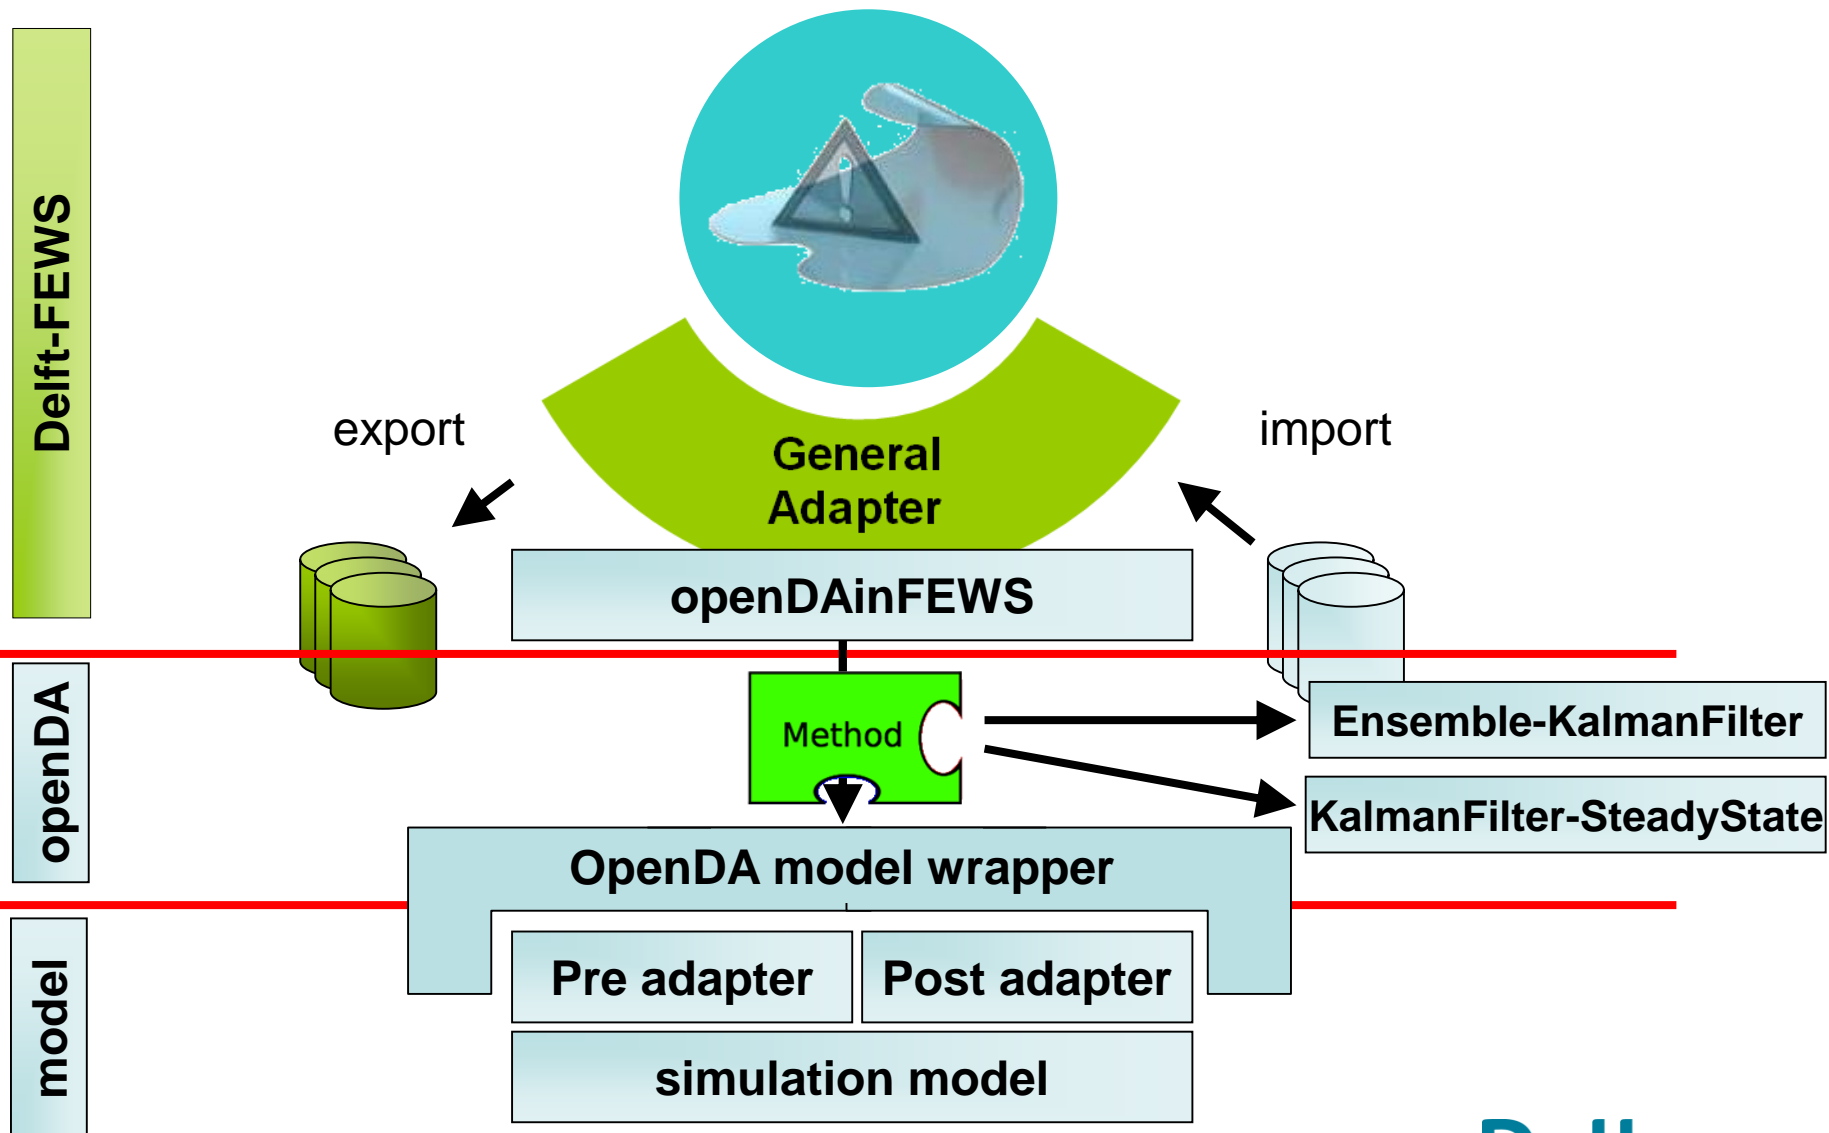 Delft-FEWS
export
import
General
Adapter
openDAinFEWS
openDA
Method
Ensemble-KalmanFilter
KalmanFilter-SteadyState
OpenDA model wrapper
model
Pre adapter
Post adapter
simulation model